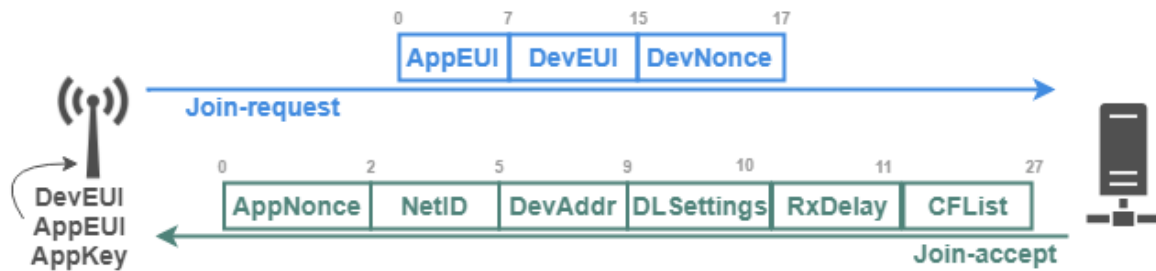 0 7 15 17
AppEUI DevEUI DevNonce
Join-request
0 2 5 9 10 11 27
AppNonce NetID DevAddr DLSettings RxDelay CFList
Join-accept
DevEUI
AppEUI
AppKey